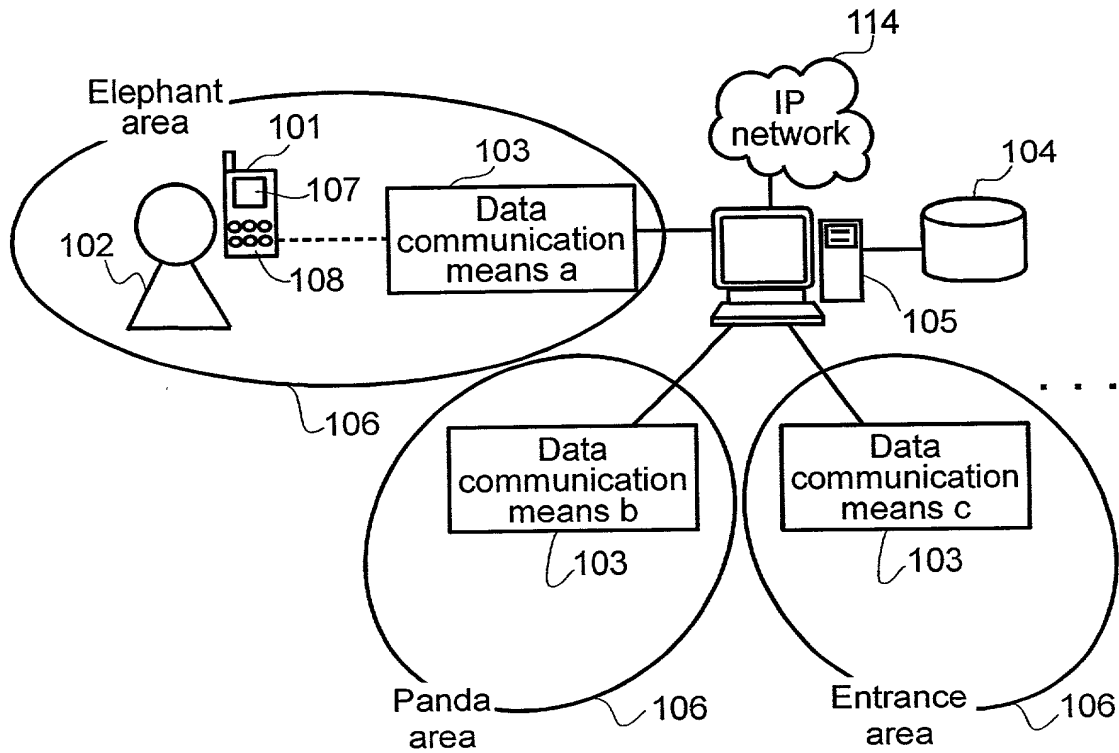 114
Elephant
area
IP
network
101
103
104
107
Data
communication
means a
102
108
105
106
Data
communication
means b
Data
communication
means c
103
103
Panda
area
106
Entrance
area
106
. . . .